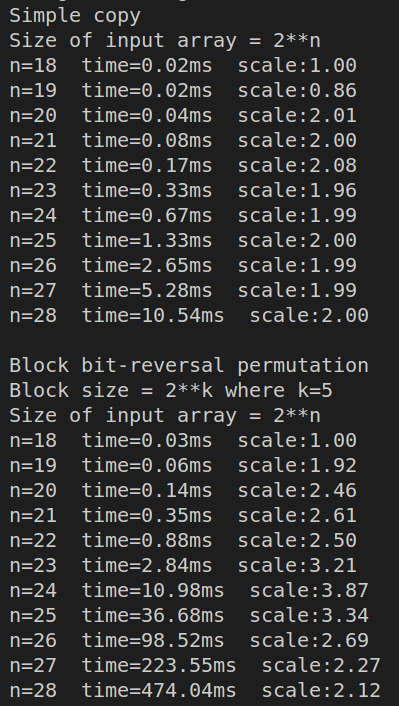 Simple copy
Size of input array = 2**n
n=18  time=0.02ms  scale:1.00
n=19  time=0.02ms  scale:0.86
n=20  time=0.04ms  scale:2.01
n=21  time=0.08ms  scale:2.00
n=22  time=0.17ms  scale:2.08
n=23  time=0.33ms  scale:1.96
n=24  time=0.67ms  scale:1.99
n=25  time=1.33ms  scale:2.00
n=26  time=2.65ms  scale:1.99
n=27  time=5.28ms  scale:1.99
n=28  time=10.54ms  scale:2.00
Block bit-reversal permutation
Block size = 2**k where k=5
Size of input array = 2**n
n=18  time=0.03ms  scale:1.00
n=19  time=0.06ms  scale:1.92
n=20  time=0.14ms  scale:2.46
n=21  time=0.35ms  scale:2.61
n=22  time=0.88ms  scale:2.50
n=23  time=2.84ms  scale:3.21
n=24  time=10.98ms  scale:3.87
n=25  time=36.68ms  scale:3.34
n=26  time=98.52ms  scale:2.69
n=27  time=223.55ms  scale:2.27
n=28  time=474.04ms  scale:2.12